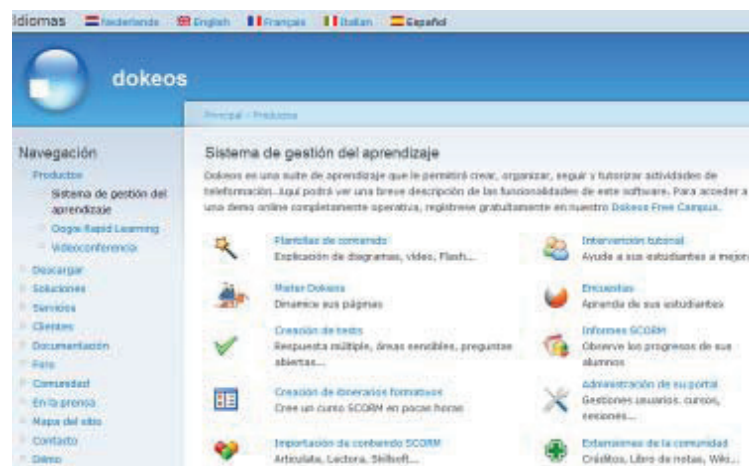 Idiomas Nederlands English Français Italian Español
dokeos
Principal > Productos
Navegación
Productos
Sistema de gestión del
aprendizaje
Oogie Rapid Learning
Videoconferencia
Descargar
Soluciones
Servicios
Clientes
Documentación
Foro
Comunidad
En la prensa
Mapa del sitio
Contacto
Demo
Sistema de gestión del aprendizaje
Dokeos es una suite de aprendizaje que le permitirá crear, organizar, seguir y tutorizar actividades de
teleformación. Aquí podrá ver una breve descripción de las funcionalidades de este software. Para acceder a
una demo online completamente operativa, regístrese gratuitamente en nuestro Dokeos Free Campus.
Plantillas de contenido
Explicación de diagramas, video, Flash...
Mister Dokeos
Dinamice sus páginas
Creación de tests
Respuesta múltiple, áreas sensibles, preguntas
abiertas...
Creación de itinerarios formativos
Cree un curso SCORM en pocas horas
Importación de contenido SCORM
Articulate, Lectora, Skillsoft...
Intervención tutorial
Ayude a sus estudiantes a mejor
Encuestas
Aprenda de sus estudiantes
Informes SCORM
Observe los progresos de sus
alumnos
Administración de su portal
Gestiones usuarios, cursos,
sesiones...
Extensiones de la comunidad
Créditos, Libro de notas, Wiki...